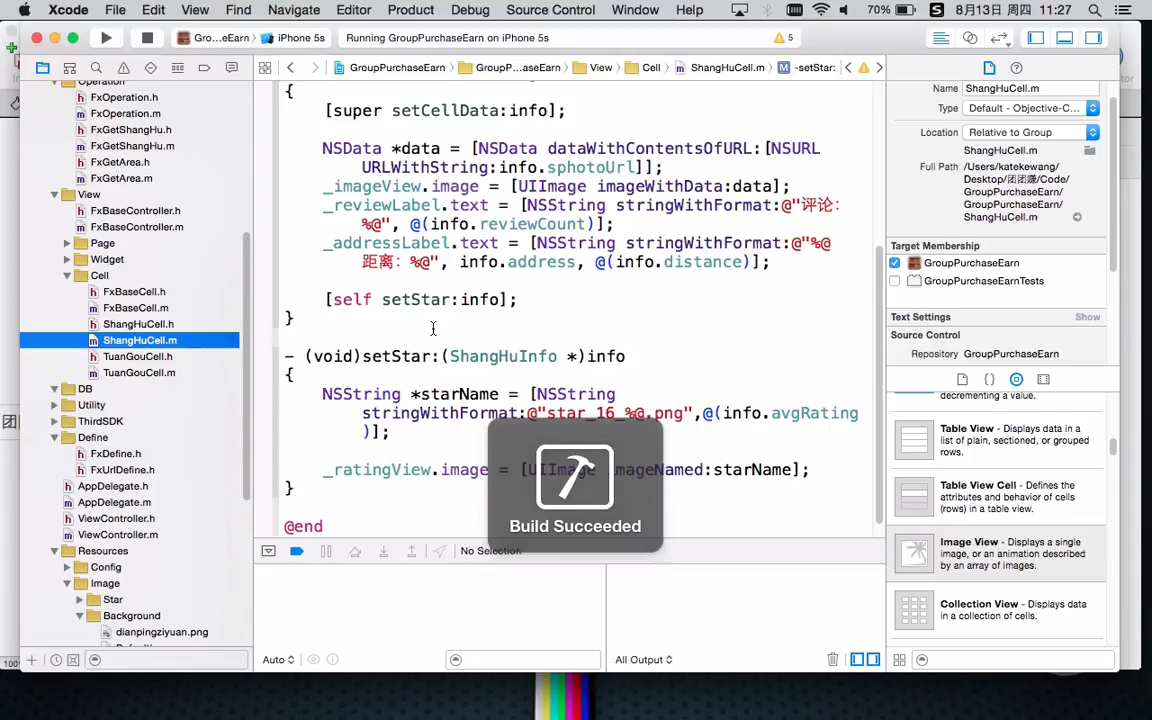 Xcode File Edit View Find Navigate Editor Product Debug Source Control Window Help 70% 8月13日 周四 11:27
Gro...eEarn iPhone 5s Running GroupPurchaseEarn on iPhone 5s 5
GroupPurchaseEarn GroupP...aseEarn View Cell ShangHuCell.m -setStar:
Operation
FxOperation.h
FxOperation.m
FxGetShangHu.h
FxGetShangHu.m
FxGetArea.h
FxGetArea.m
View
FxBaseController.h
FxBaseController.m
Page
Widget
Cell
FxBaseCell.h
FxBaseCell.m
ShangHuCell.h
ShangHuCell.m
TuanGouCell.h
TuanGouCell.m
DB
Utility
ThirdSDK
Define
FxDefine.h
FxUrlDefine.h
AppDelegate.h
AppDelegate.m
ViewController.h
ViewController.m
Resources
Config
Image
Star
Background
dianpingziyuan.png
{
[super setCellData:info];
NSData *data = [NSData dataWithContentsOfURL:[NSURL
URLWithString:info.sphotoUrl]];
_imageView.image = [UIImage imageWithData:data];
_reviewLabel.text = [NSString stringWithFormat:@"评论:
%@", @(info.reviewCount)];
_addressLabel.text = [NSString stringWithFormat:@"%@
距离: %@", info.address, @(info.distance)];
[self setStar:info];
}
- (void)setStar:(ShangHuInfo *)info
{
NSString *starName = [NSString
stringWithFormat:@"star_16_%@.png",@(info.avgRating
)];
_ratingView.image = [UIImage imageNamed:starName];
}
@end
Build Succeeded
No Selection
Auto
All Output
Name ShangHuCell.m
Type Default - Objective-C...
Location Relative to Group
ShangHuCell.m
Full Path /Users/katekewang/
Desktop/团团赚/Code/
GroupPurchaseEarn/
GroupPurchaseEarn/
ShangHuCell.m
Target Membership
GroupPurchaseEarn
GroupPurchaseEarnTests
Text Settings Show
Source Control
Repository GroupPurchaseEarn
decrementing a value.
Table View - Displays data in
a list of plain, sectioned, or grouped
rows.
Table View Cell - Defines the
attributes and behavior of cells
(rows) in a table view.
Image View - Displays a single
image, or an animation described
by an array of images.
Collection View - Displays data
in a collection of cells.